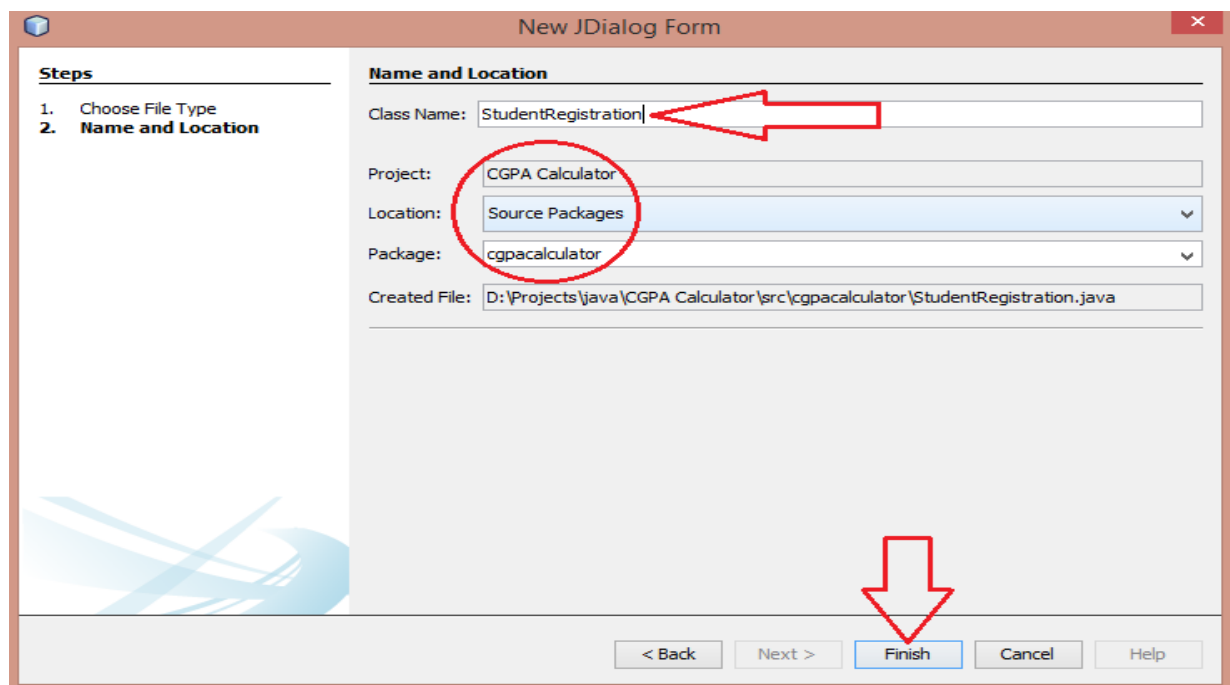 New JDialog Form
Steps
1. Choose File Type
2. Name and Location
Name and Location
Class Name: StudentRegistration
Project: CGPA Calculator
Location: Source Packages
Package: cgpacalculator
Created File: D:\Projects\java\CGPA Calculator\src\cgpacalculator\StudentRegistration.java
< Back Next > Finish Cancel Help